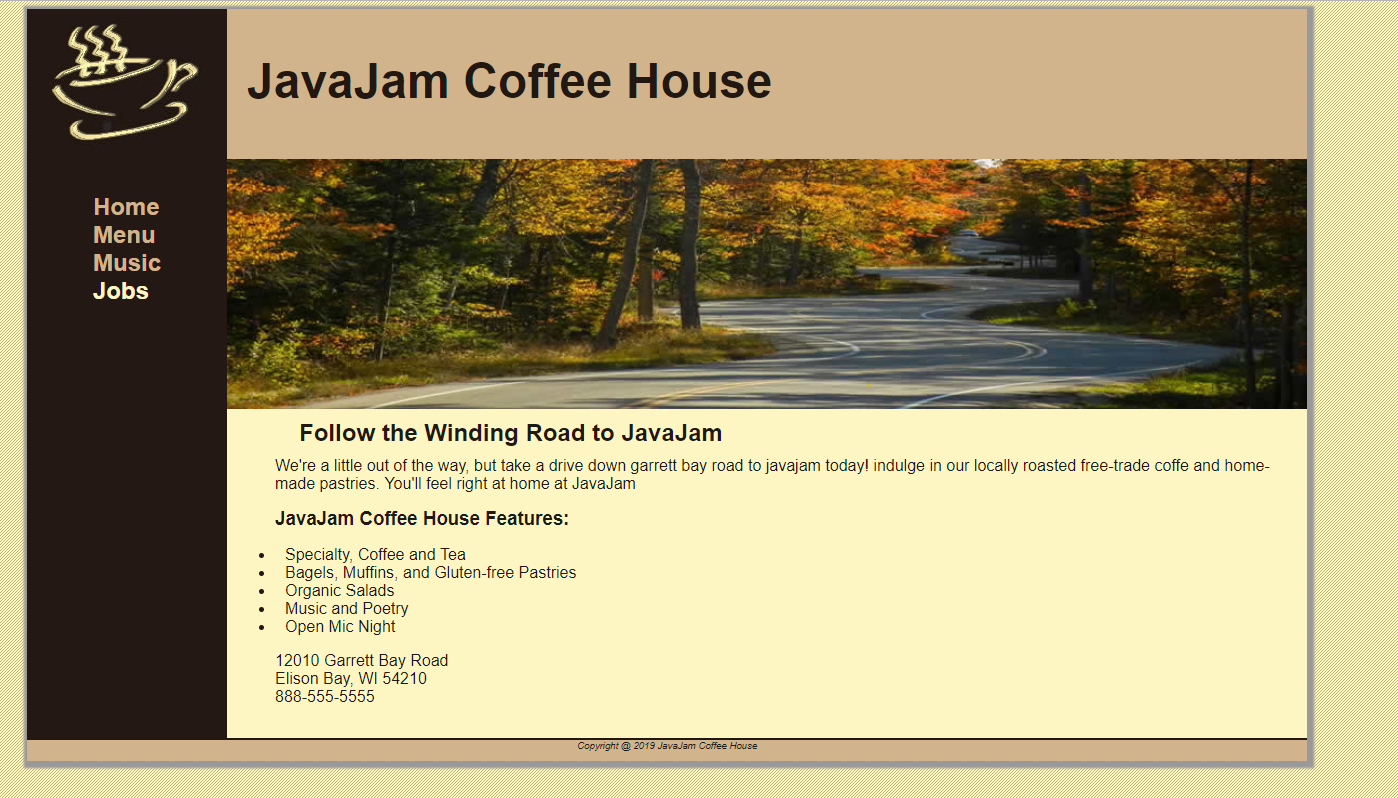 JavaJam Coffee House
Home
Menu
Music
Jobs
Follow the Winding Road to JavaJam
We're a little out of the way, but take a drive down garrett bay road to javajam today! indulge in our locally roasted free-trade coffe and home-
made pastries. You'll feel right at home at JavaJam
JavaJam Coffee House Features:
• Specialty, Coffee and Tea
• Bagels, Muffins, and Gluten-free Pastries
• Organic Salads
• Music and Poetry
• Open Mic Night
12010 Garrett Bay Road
Elison Bay, WI 54210
888-555-5555
Copyright @ 2019 JavaJam Coffee House